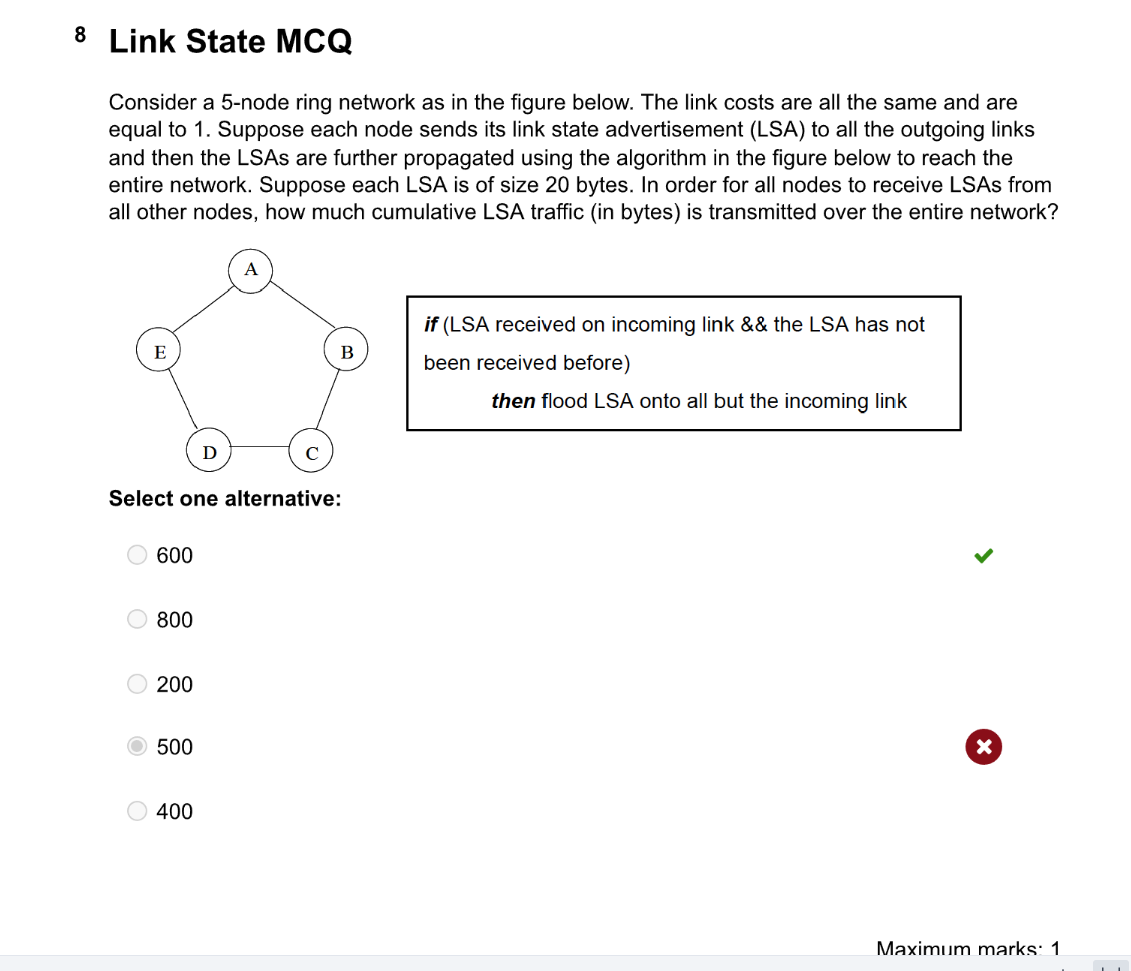 8 Link State MCQ
Consider a 5-node ring network as in the figure below. The link costs are all the same and are
equal to 1. Suppose each node sends its link state advertisement (LSA) to all the outgoing links
and then the LSAs are further propagated using the algorithm in the figure below to reach the
entire network. Suppose each LSA is of size 20 bytes. In order for all nodes to receive LSAs from
all other nodes, how much cumulative LSA traffic (in bytes) is transmitted over the entire network?
A
E
B
D
C
if (LSA received on incoming link && the LSA has not
been received before)
then flood LSA onto all but the incoming link
Select one alternative:
600
800
200
500
400
Maximum marks: 1